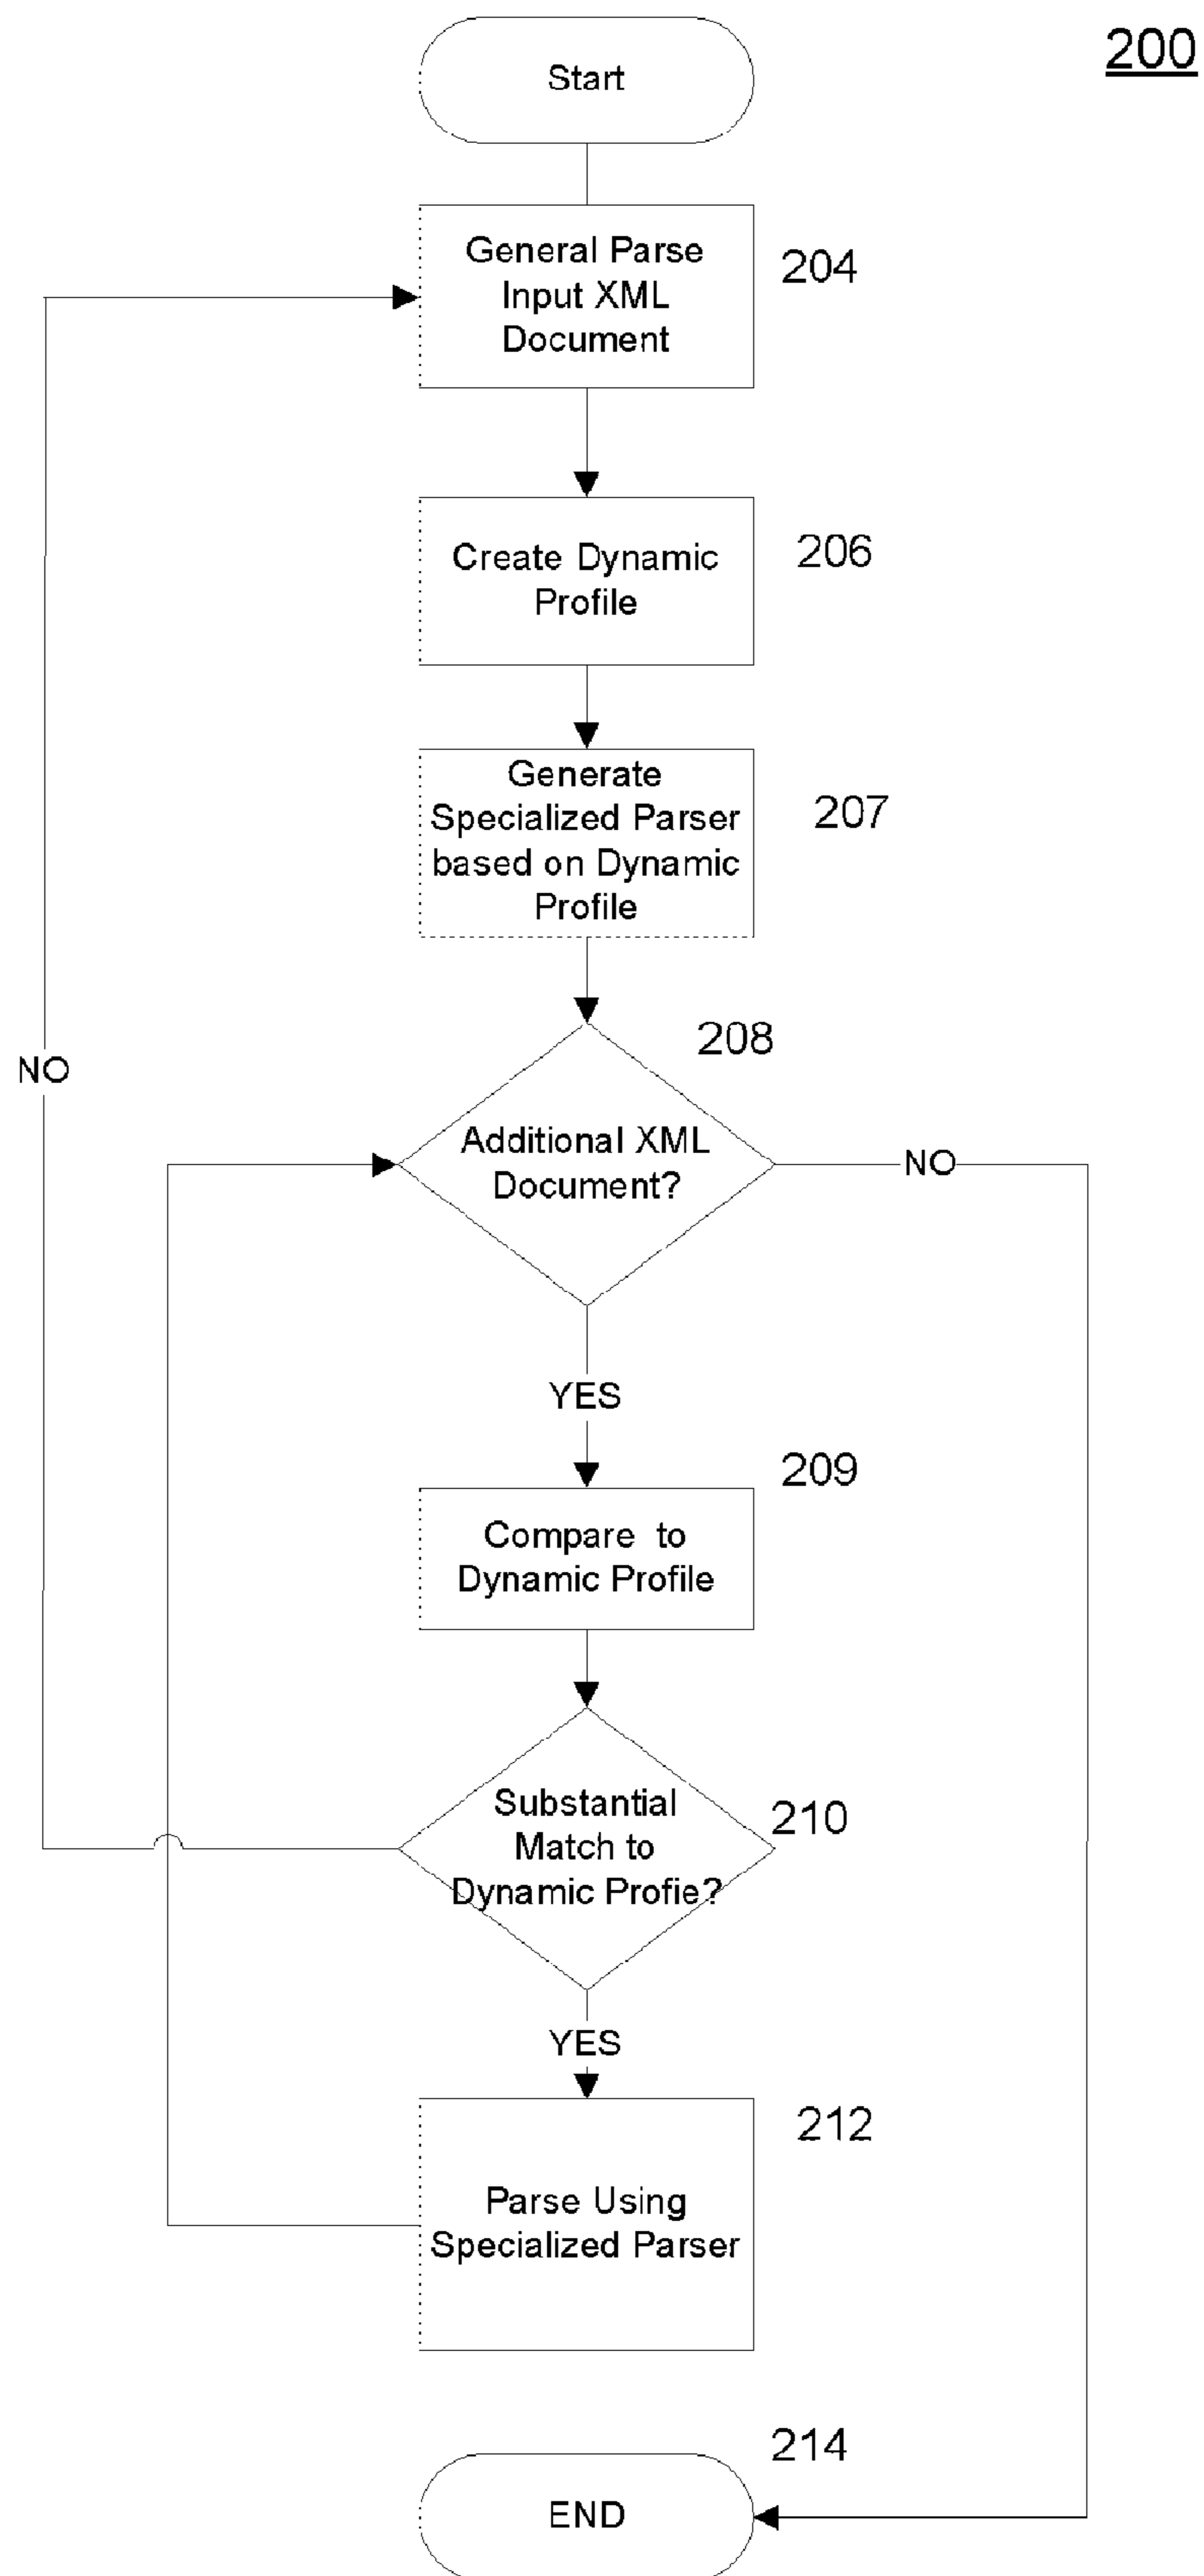 200
Start
General Parse
Input XML
Document
204
Create Dynamic
Profile
206
Generate
Specialized Parser
based on Dynamic
Profile
207
208
NO
Additional XML
Document?
NO
YES
209
Compare to
Dynamic Profile
Substantial
Match to
Dynamic Profie?
210
YES
212
Parse Using
Specialized Parser
214
END